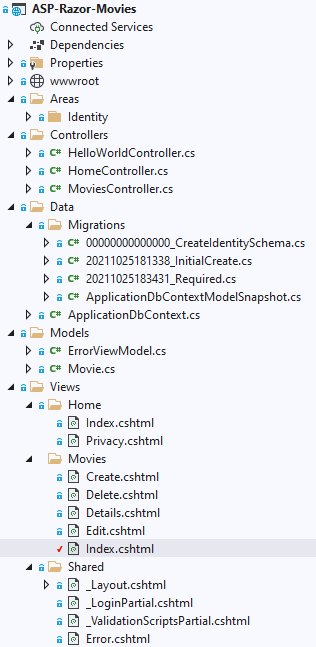 ASP-Razor-Movies
Connected Services
Dependencies
Properties
wwwroot
Areas
Identity
Controllers
C# HelloWorldController.cs
C# HomeController.cs
C# MoviesController.cs
Data
Migrations
C# 00000000000000_CreateIdentitySchema.cs
C# 20211025181338_InitialCreate.cs
C# 20211025183431_Required.cs
C# ApplicationDbContextModelSnapshot.cs
C# ApplicationDbContext.cs
Models
C# ErrorViewModel.cs
C# Movie.cs
Views
Home
Index.cshtml
Privacy.cshtml
Movies
Create.cshtml
Delete.cshtml
Details.cshtml
Edit.cshtml
Index.cshtml
Shared
_Layout.cshtml
_LoginPartial.cshtml
_ValidationScriptsPartial.cshtml
Error.cshtml